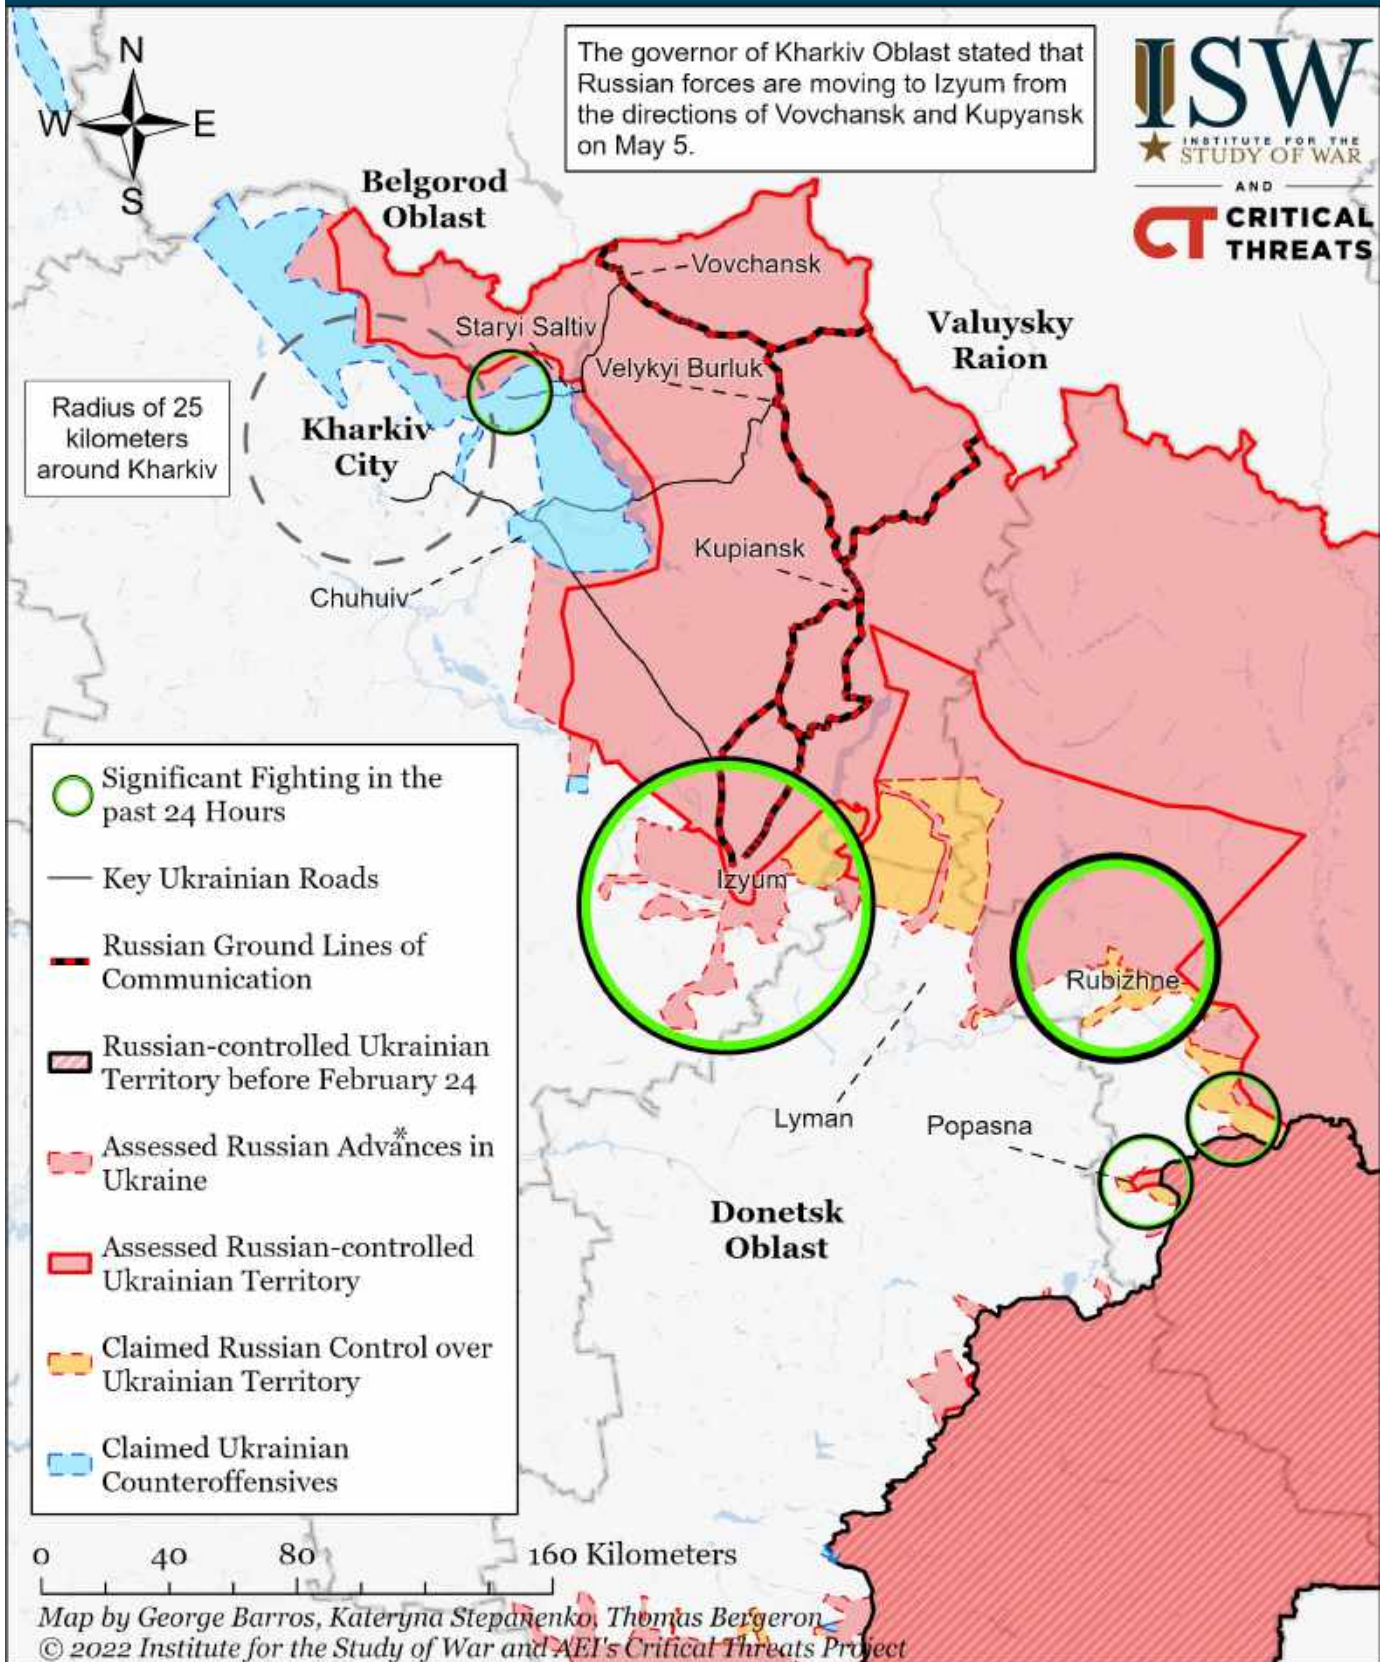 N
W E
S
The governor of Kharkiv Oblast stated that
Russian forces are moving to Izyum from
the directions of Vovchansk and Kupyansk
on May 5.
ISW
INSTITUTE FOR THE
STUDY OF WAR
AND
CT CRITICAL
THREATS
Belgorod
Oblast
Vovchansk
Staryi Saltiv
Velykyi Burluk
Valuysky
Raion
Radius of 25
kilometers
around Kharkiv
Kharkiv
City
Kupiansk
Chuhuiv
Izyum
Rubizhne
Lyman
Popasna
Donetsk
Oblast
Significant Fighting in the
past 24 Hours
Key Ukrainian Roads
Russian Ground Lines of
Communication
Russian-controlled Ukrainian
Territory before February 24
Assessed Russian Advances in
Ukraine
*
Assessed Russian-controlled
Ukrainian Territory
Claimed Russian Control over
Ukrainian Territory
Claimed Ukrainian
Counteroffensives
0 40 80 160 Kilometers
Map by George Barros, Kateryna Stepanenko, Thomas Bergeron
© 2022 Institute for the Study of War and AEI's Critical Threats Project